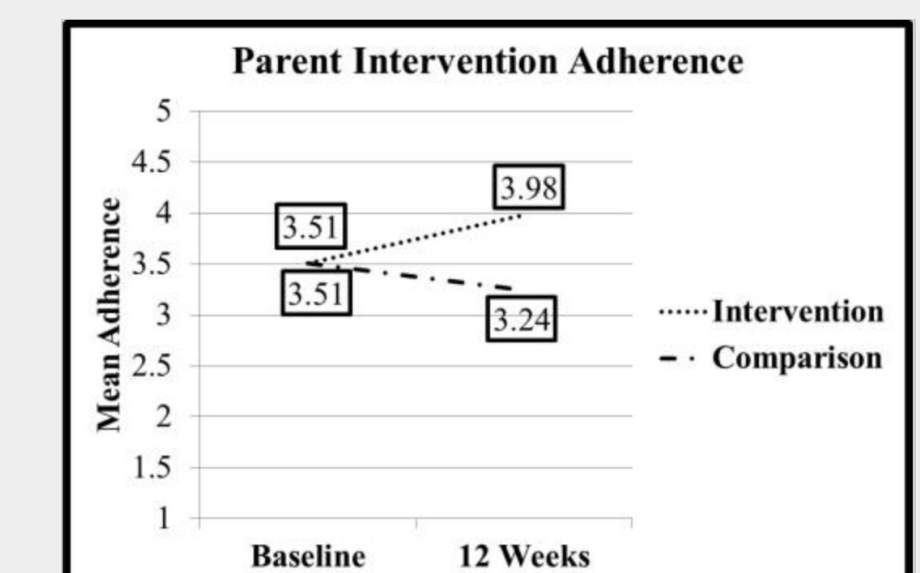 Parent Intervention Adherence
Mean Adherence
5
4.5
4
3.5
3
2.5
2
1.5
1
3.51
3.98
3.51
3.24
Intervention
Comparison
Baseline 12 Weeks